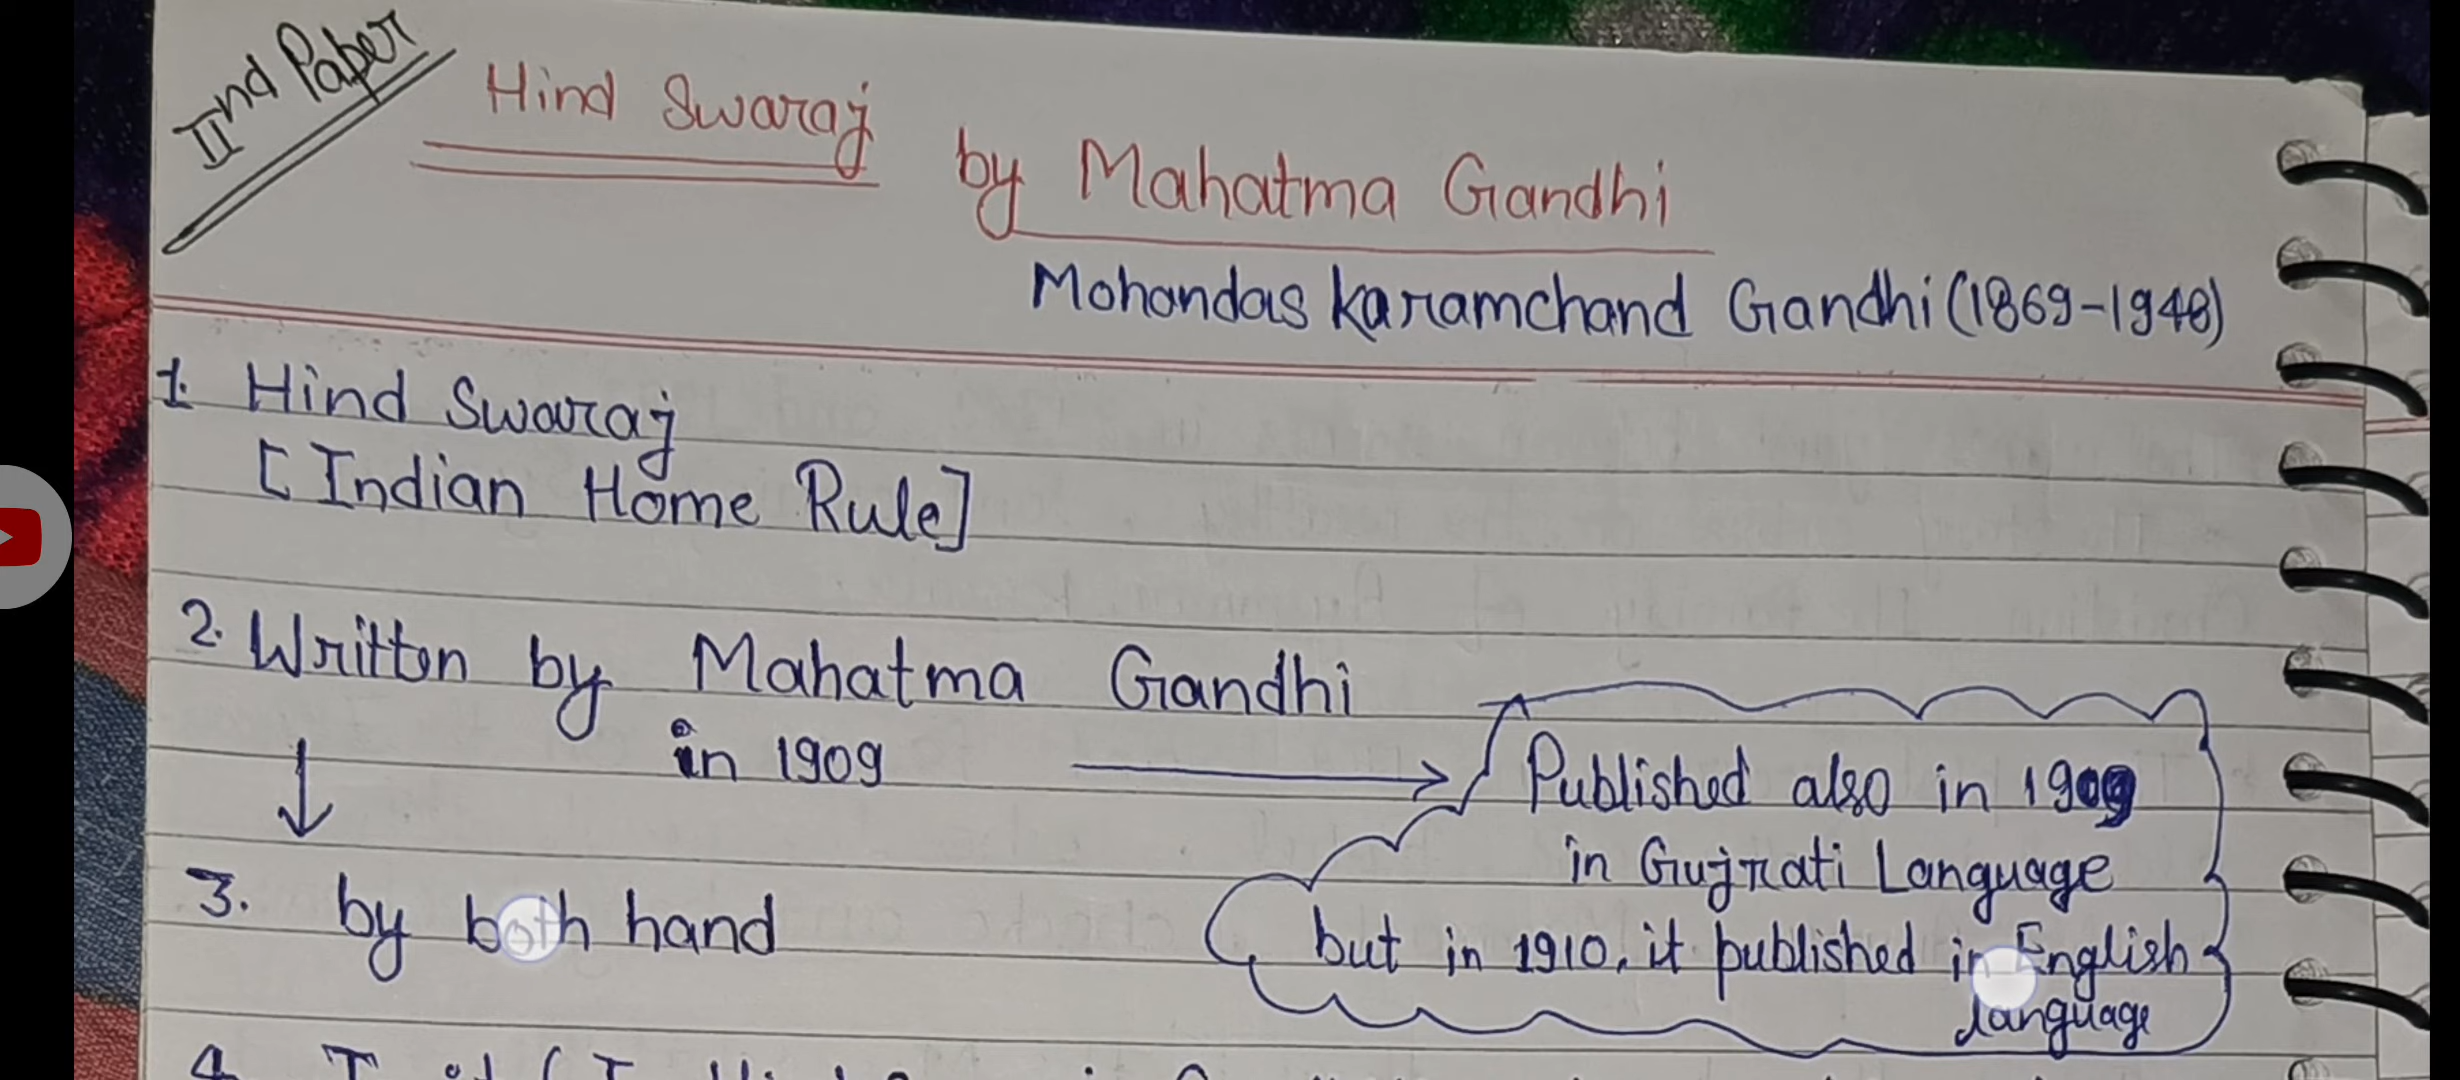 IInd Paper
Hind Swaraj
by Mahatma Gandhi
Mohandas Karamchand Gandhi (1869-1948)
1. Hind Swaraj
[Indian Home Rule]
2. Written by Mahatma Gandhi
in 1909
Published also in 1909
in Gujrati Language
but in 1910, it published in English
language
3. by both hand
4.